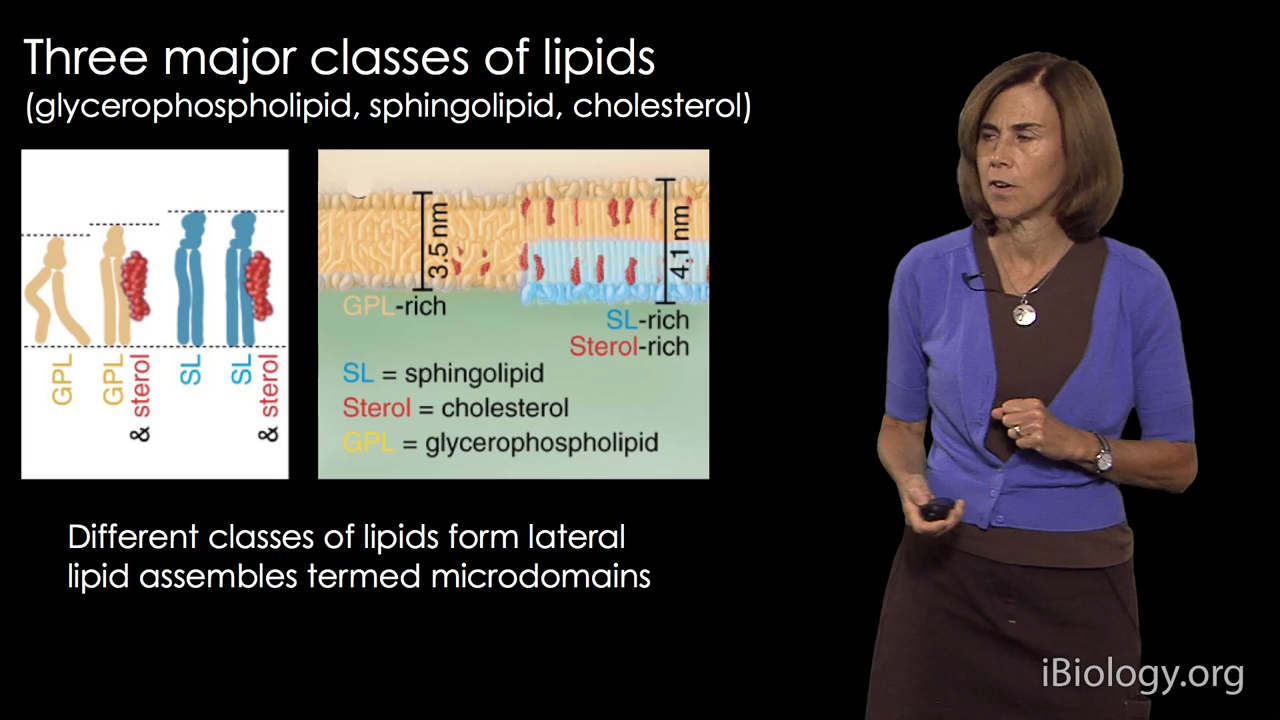 Three major classes of lipids
(glycerophospholipid, sphingolipid, cholesterol)
GPL
GPL
& sterol
SL
SL
& sterol
3.5 nm
4.1 nm
GPL-rich
SL-rich
Sterol-rich
SL = sphingolipid
Sterol = cholesterol
GPL = glycerophospholipid
Different classes of lipids form lateral
lipid assembles termed microdomains
iBiology.org